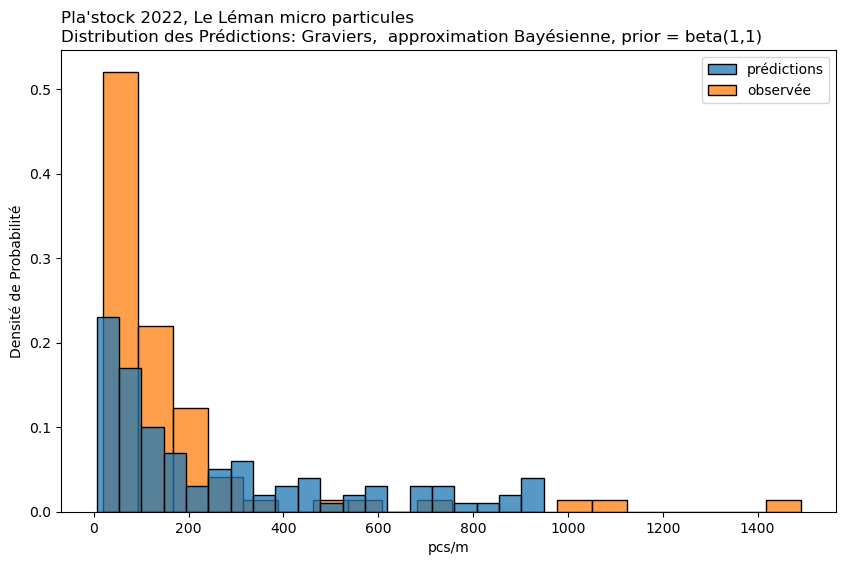 Pla'stock 2022, Le Léman micro particules
Distribution des Prédictions: Graviers,  approximation Bayésienne, prior = beta(1,1)
prédictions
observée
Densité de Probabilité
0.5
0.4
0.3
0.2
0.1
0.0
0 200 400 600 800 1000 1200 1400
pcs/m